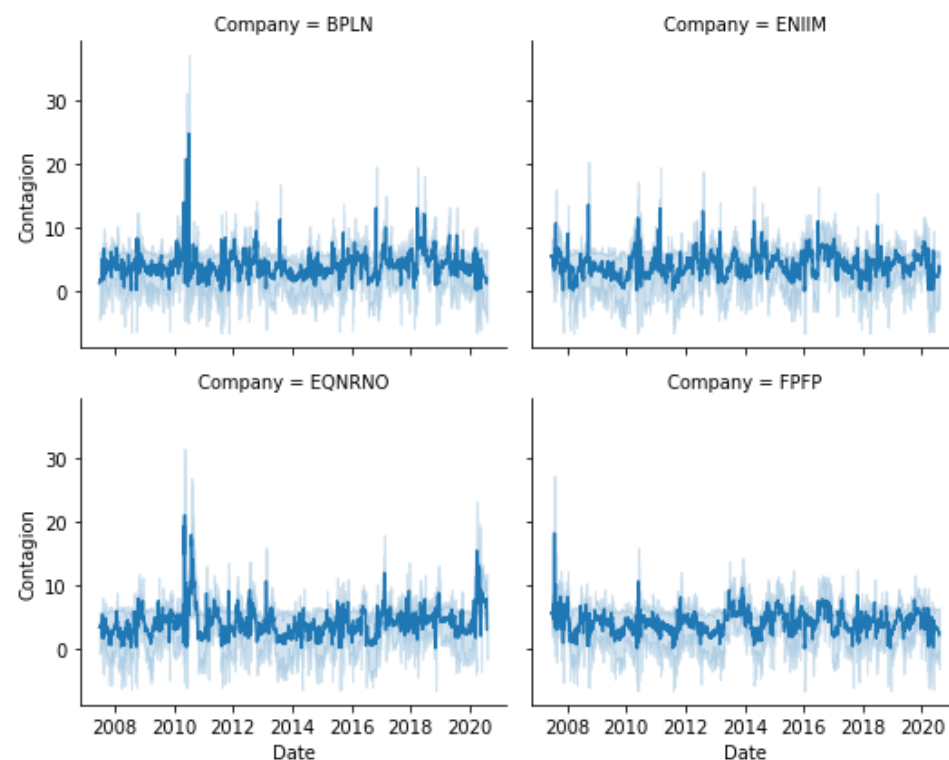 Company = BPLN
Company = ENIIM
30
20
10
0
Contagion
Company = EQNRNO
Company = FPFP
30
20
10
0
Contagion
2008 2010 2012 2014 2016 2018 2020
2008 2010 2012 2014 2016 2018 2020
Date
Date